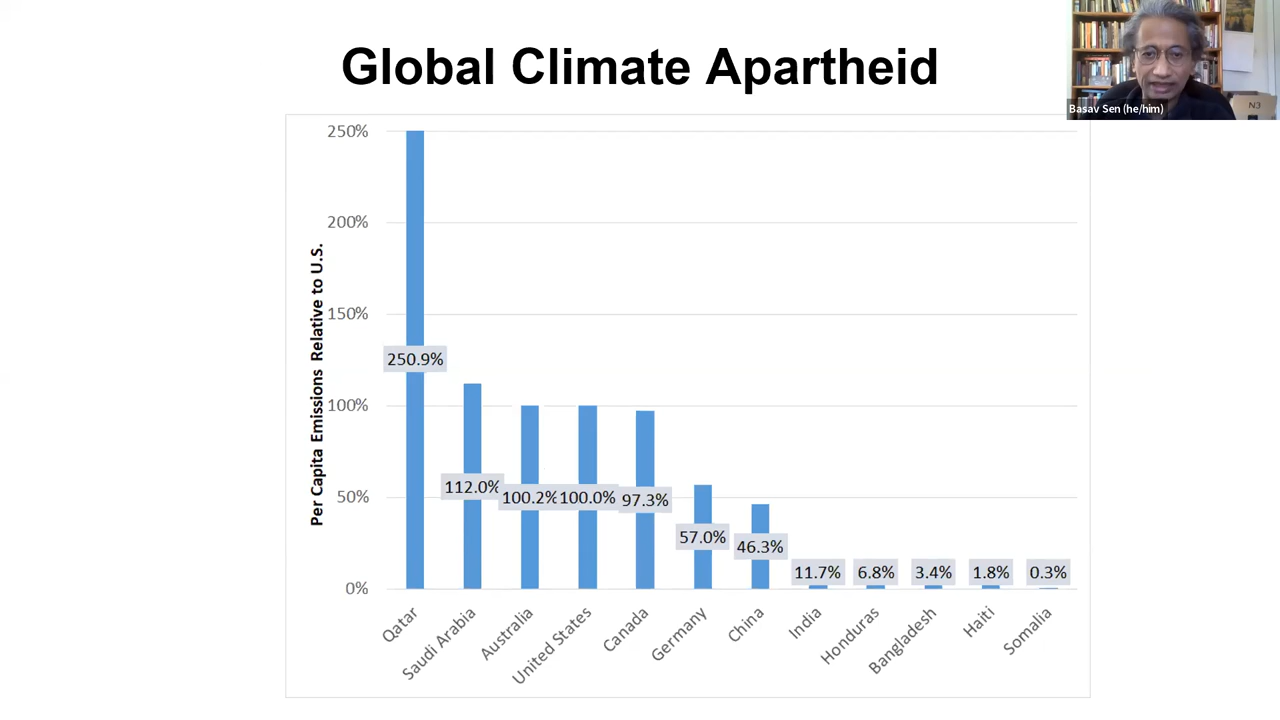 Global Climate Apartheid
Basav Sen (he/him)
N3
Per Capita Emissions Relative to U.S.
250%
200%
150%
100%
50%
0%
250.9%
112.0%
100.2%
100.0%
97.3%
57.0%
46.3%
11.7%
6.8%
3.4%
1.8%
0.3%
Qatar
Saudi Arabia
Australia
United States
Canada
Germany
China
India
Honduras
Bangladesh
Haiti
Somalia